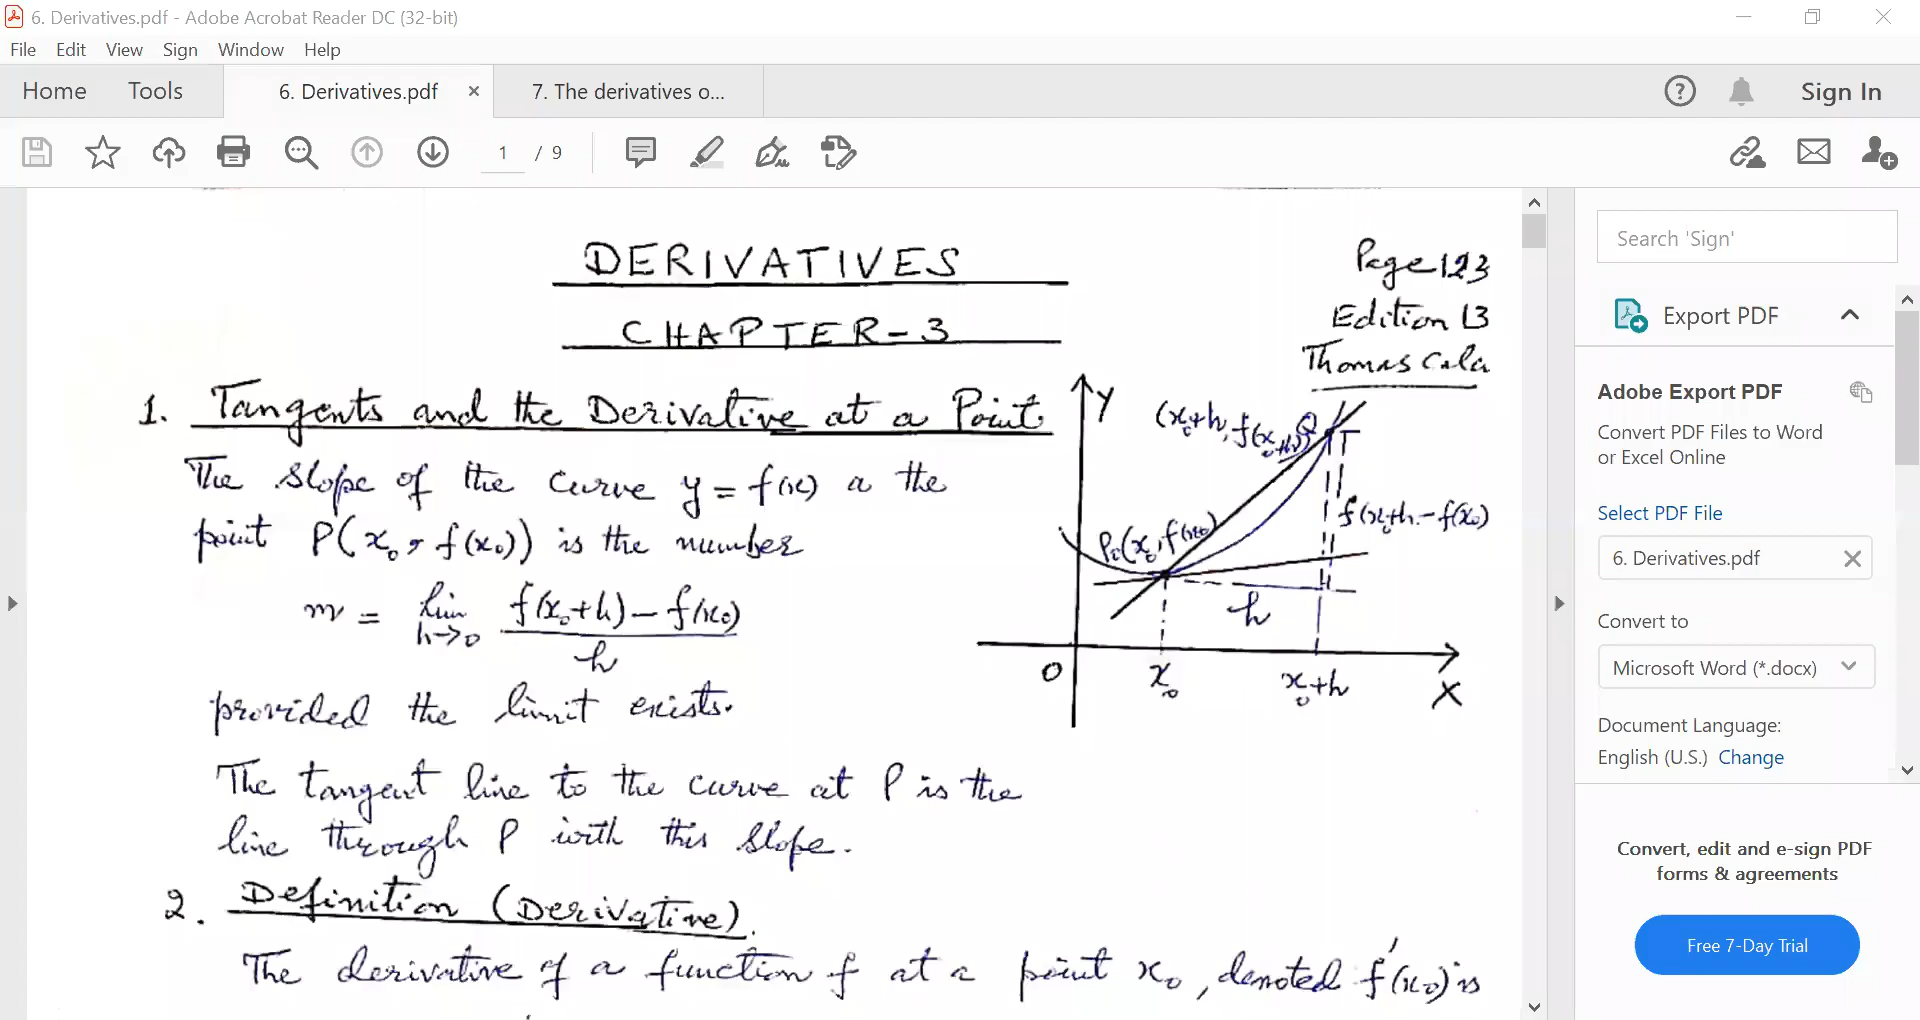 6. Derivatives.pdf - Adobe Acrobat Reader DC (32-bit)
File Edit View Sign Window Help
Home Tools 6. Derivatives.pdf × 7. The derivatives o... Sign In
1 / 9
DERIVATIVES
CHAPTER-3
Page 123
Edition 13
Thomas Calc
1. Tangents and the Derivative at a Point.
The slope of the curve y = f(x) a the
point P(x₀, f(x₀)) is the number
m = lim h→0 f(x₀+h) - f(x₀) / h
provided the limit exists.
The tangent line to the curve at P is the
line through P with this slope.
2. Definition (Derivative).
The derivative of a function f at a point x₀, denoted f'(x₀) is
Y
(x₀+h, f(x₀+h)) Q
f(x₀+h - f(x₀)
P₀(x₀, f(x₀)
h
O x₀ x₀+h X
Search 'Sign'
Export PDF
Adobe Export PDF
Convert PDF Files to Word
or Excel Online
Select PDF File
6. Derivatives.pdf
Convert to
Microsoft Word (*.docx)
Document Language:
English (U.S.) Change
Convert, edit and e-sign PDF
forms & agreements
Free 7-Day Trial